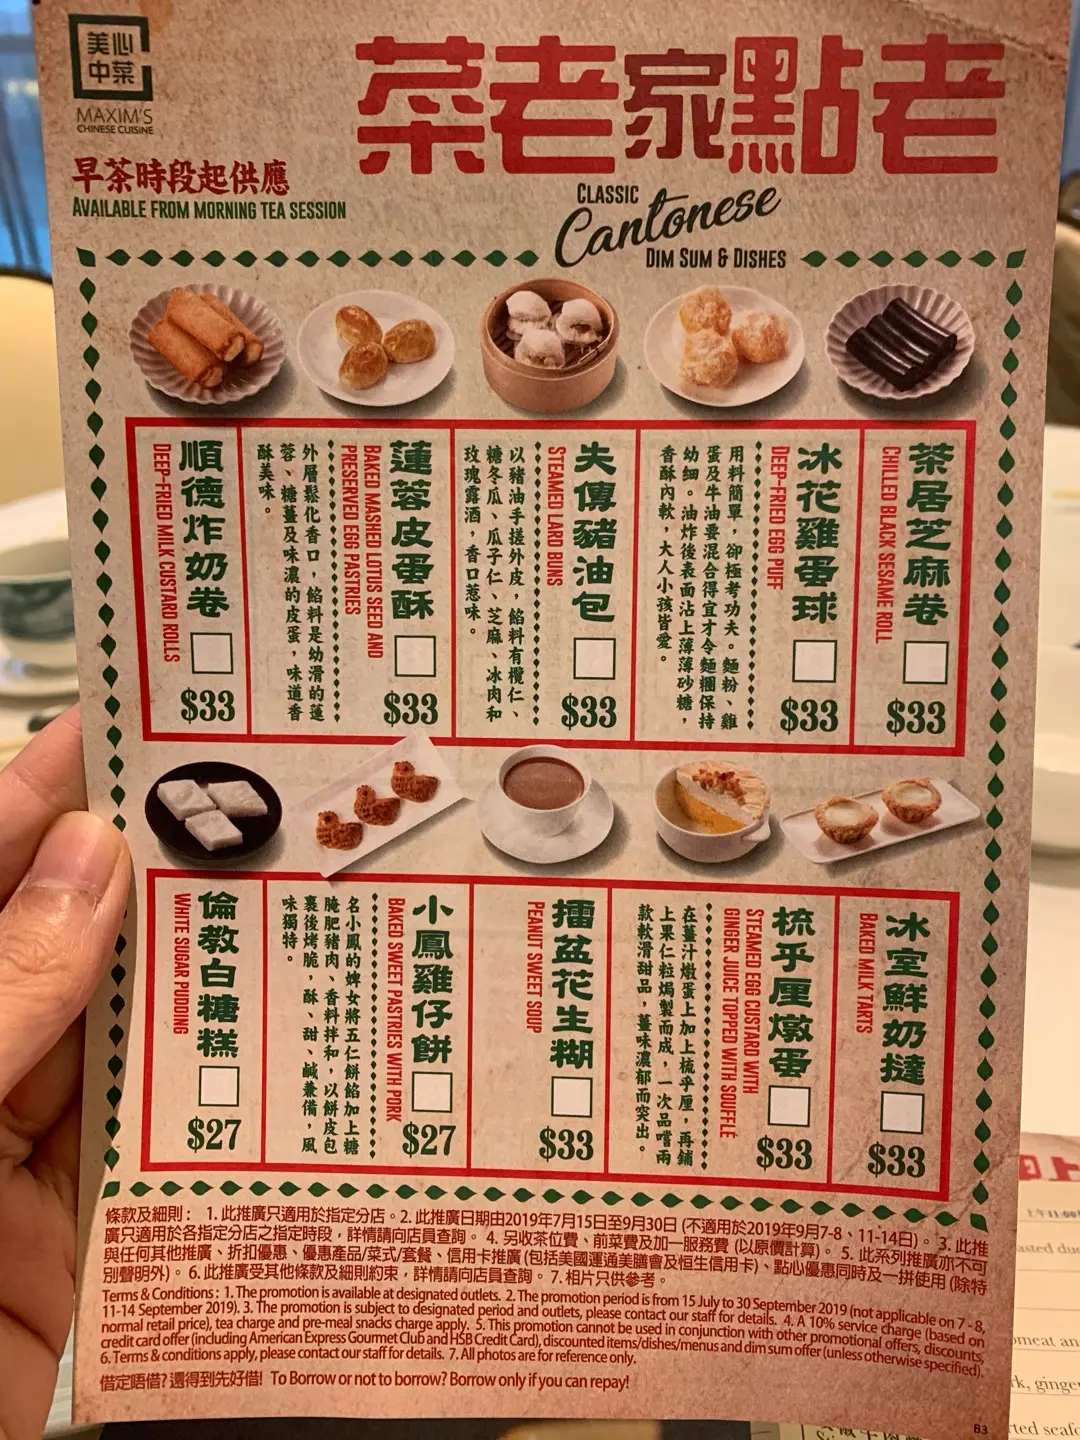 美心
中菜
MAXIM'S
CHINESE CUISINE
菜老家點老
早茶時段起供應
AVAILABLE FROM MORNING TEA SESSION
CLASSIC
Cantonese
DIM SUM & DISHES
茶居芝麻卷
CHILLED BLACK SESAME ROLL
$33
冰花雞蛋球
DEEP-FRIED EGG PUFF
用料簡單，卻極考功夫。麵粉、雞
蛋及牛油要混合得宜才令麵糰保持
幼細。油炸後表面沾上薄薄砂糖，
香酥內軟，大人小孩皆愛。
$33
失傳豬油包
STEAMED LARD BUNS
以豬油手搓外皮，餡料有欖仁、
糖冬瓜、瓜子仁、芝麻、冰肉和
玫瑰露酒，香口惹味。
$33
蓮蓉皮蛋酥
BAKED MASHED LOTUS SEED AND
PRESERVED EGG PASTRIES
外層鬆化香口，餡料是幼滑的蓮
蓉、糖薑及味濃的皮蛋，味道香
酥美味。
$33
順德炸奶卷
DEEP-FRIED MILK CUSTARD ROLLS
$33
冰室鮮奶撻
BAKED MILK TARTS
$33
梳乎厘燉蛋
STEAMED EGG CUSTARD WITH
GINGER JUICE TOPPED WITH SOUFFLÉ
在薑汁燉蛋上加上梳乎厘，再鋪
上果仁粒焗製而成，一次品嚐兩
款軟滑甜品，薑味濃郁而突出。
$33
擂盆花生糊
PEANUT SWEET SOUP
$33
小鳳雞仔餅
BAKED SWEET PASTRIES WITH PORK
名小鳳的婢女將五仁餅餡加上糖
醃肥豬肉、香料拌和，以餅皮包
裹後烤脆，酥、甜、鹹兼備，風
味獨特。
$27
倫教白糖糕
WHITE SUGAR PUDDING
$27
條款及細則： 1. 此推廣只適用於指定分店。2. 此推廣日期由2019年7月15日至9月30日 (不適用於2019年9月7-8、11-14日)。 3. 此推
廣只適用於各指定分店之指定時段，詳情請向店員查詢。 4. 另收茶位費、前菜費及加一服務費 (以原價計算)。 5. 此系列推廣亦不可
與任何其他推廣、折扣優惠、優惠產品/菜式/套餐、信用卡推廣 (包括美國運通美膳會及恒生信用卡)、點心優惠同時及一拼使用 (除特
別聲明外)。 6. 此推廣受其他條款及細則約束，詳情請向店員查詢。 7. 相片只供參考。
Terms & Conditions : 1. The promotion is available at designated outlets. 2. The promotion period is from 15 July to 30 September 2019 (not applicable on 7 - 8,
11-14 September 2019). 3. The promotion is subject to designated period and outlets, please contact our staff for details. 4. A 10% service charge (based on
normal retail price), tea charge and pre-meal snacks charge apply. 5. This promotion cannot be used in conjunction with other promotional offers, discounts,
credit card offer (including American Express Gourmet Club and HSB Credit Card), discounted items/dishes/menus and dim sum offer (unless otherwise specified).
6. Terms & conditions apply, please contact our staff for details. 7. All photos are for reference only.
借定唔借? 還得到先好借! To Borrow or not to borrow? Borrow only if you can repay!
B3